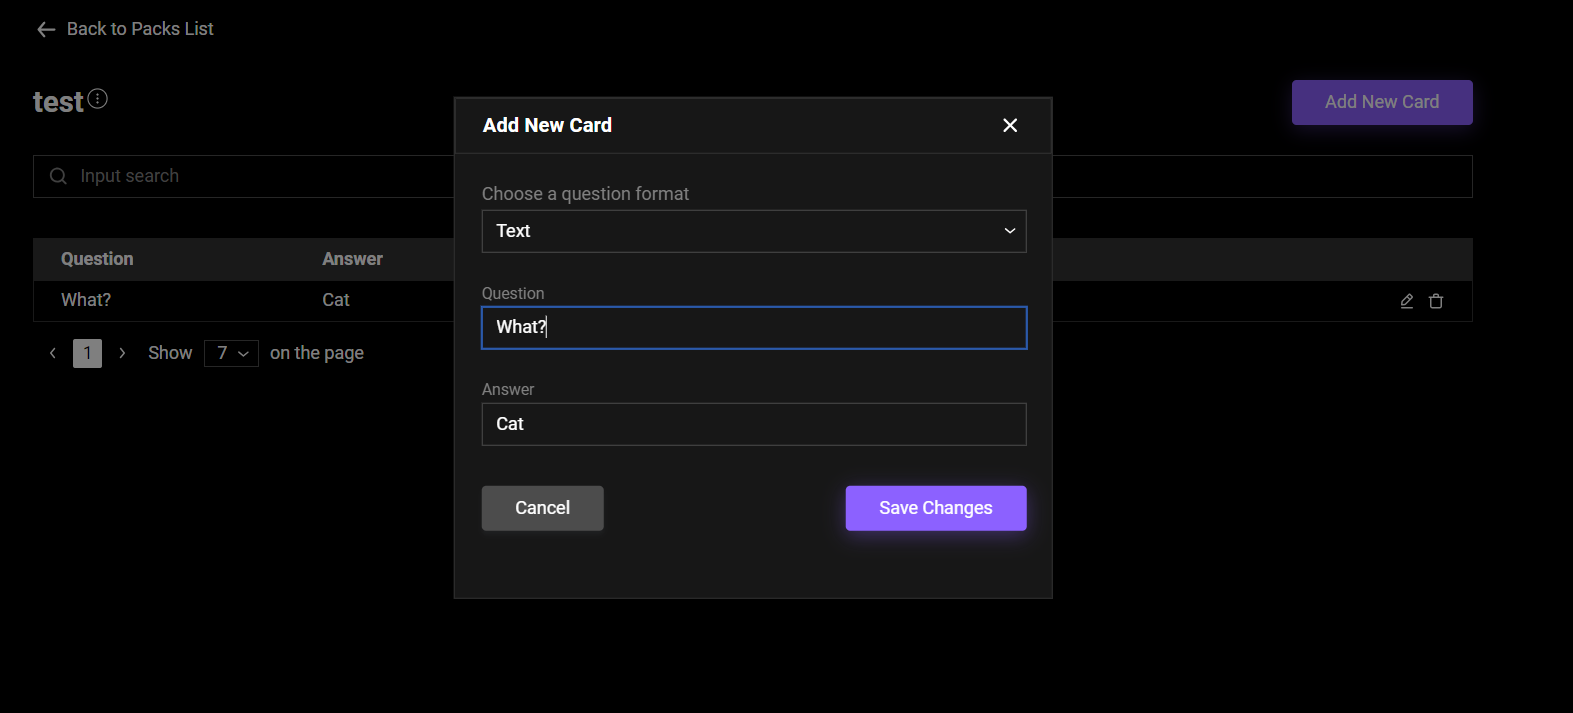 Back to Packs List
test
Add New Card
Input search
Question Answer
What? Cat
1 Show 7 on the page
Add New Card
Choose a question format
Text
Question
What?
Answer
Cat
Cancel Save Changes